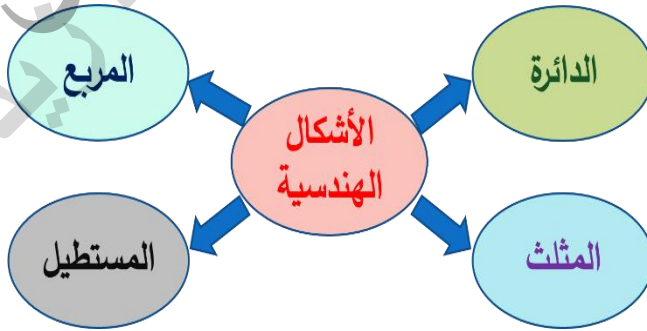 الدائرة
المربع
الأشكال
الهندسية
المثلث
المستطيل